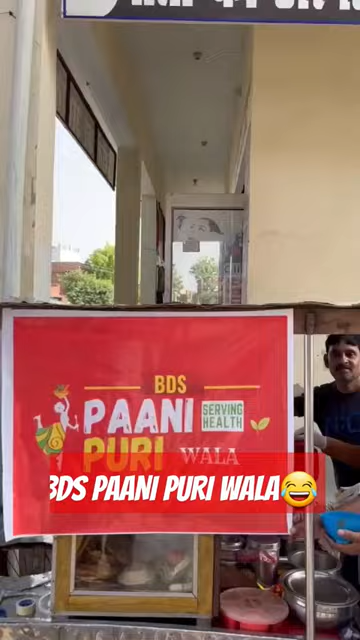 BDS
PAANI
SERVING
HEALTH
PURI WALA
BDS PAANI PURI WALA😂